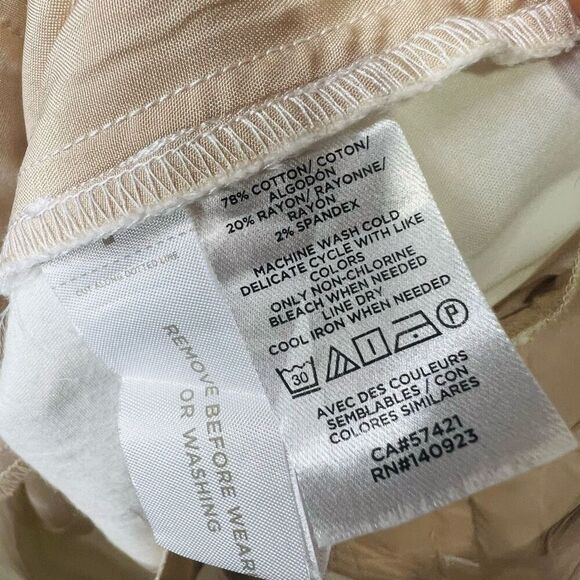 78% COTTON/ COTON/
ALGODÓN
20% RAYON/ RAYONNE/
RAYON
2% SPANDEX
MACHINE WASH COLD
DELICATE CYCLE WITH LIKE
COLORS
ONLY NON-CHLORINE
BLEACH WHEN NEEDED
LINE DRY
COOL IRON WHEN NEEDED
30
P
AVEC DES COULEURS
SEMBLABLES / CON
COLORES SIMILARES
CA#57421
RN#140923
REMOVE BEFORE WEAR
OR WASHING